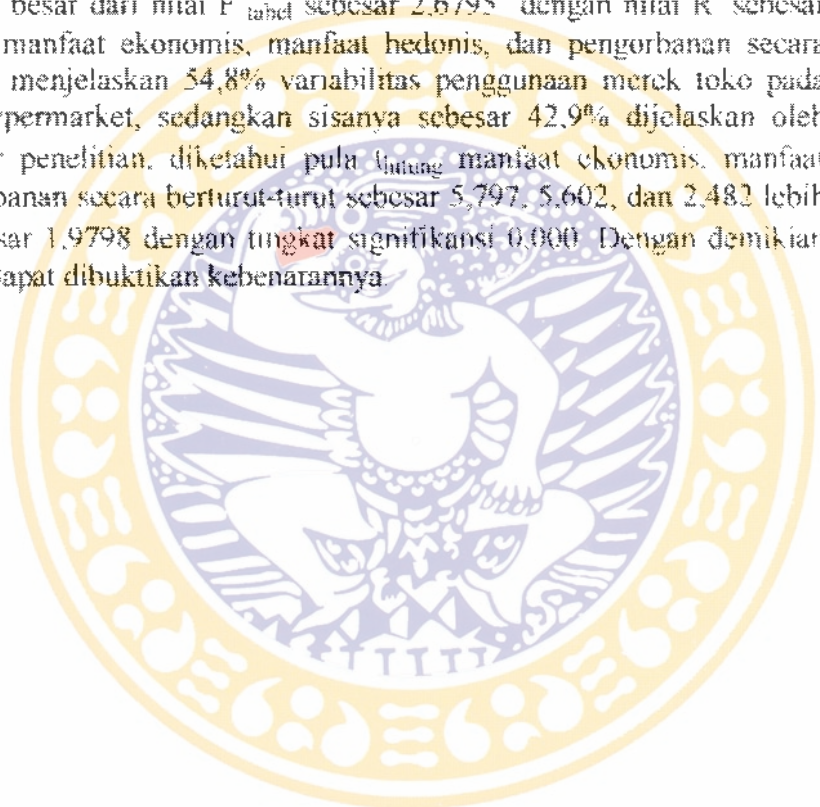 besar dari nilai F tabel sebesar 2,6795 dengan nilai R sebesar
manfaat ekonomis, manfaat hedonis, dan pengorbanan secara
menjelaskan 54,8% variabilitas penggunaan merek toko pada
permarket, sedangkan sisanya sebesar 42,9% dijelaskan oleh
penelitian, diketahui pula t hitung manfaat ekonomis, manfaat
banan secara berturut-turut sebesar 5,797, 5,602, dan 2,482 lebih
sar 1,9798 dengan tingkat signifikansi 0,000 Dengan demikian
apat dibuktikan kebenarannya.